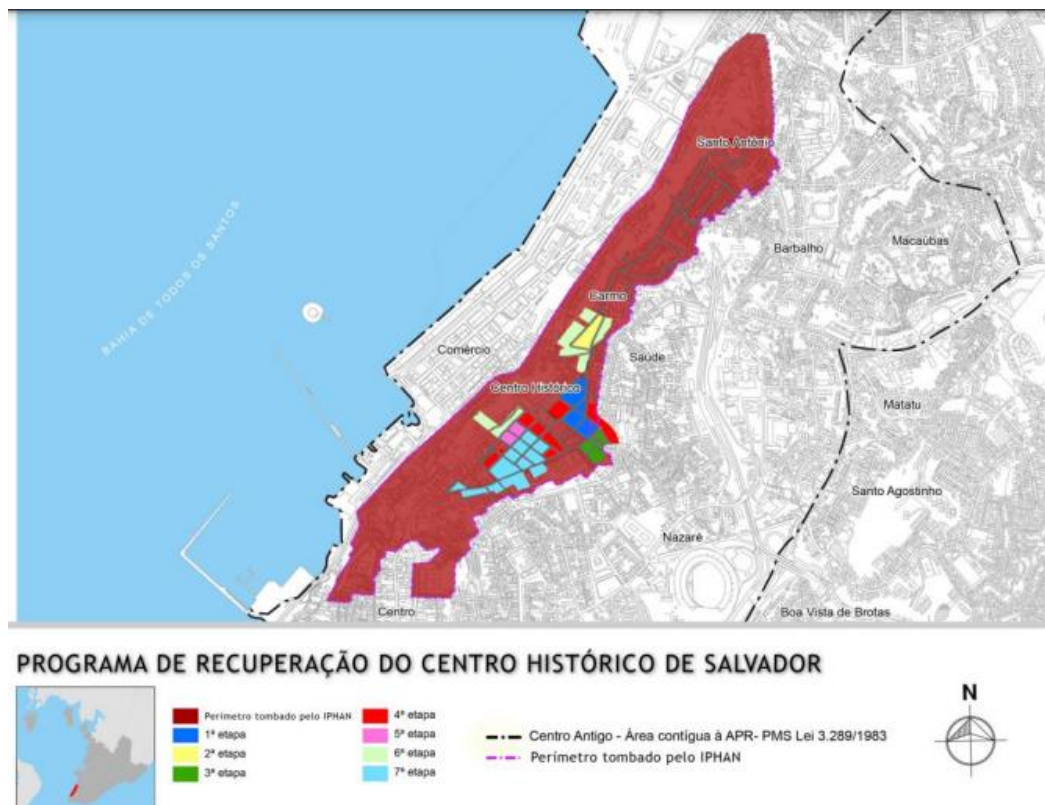 Santo Antônio
Macaúbas
Barbalho
BAHIA DE TODOS OS SANTOS
Carmo
Comércio
Saúde
Centro Histórico
Matatu
Santo Agostinho
Nazaré
Centro
Boa Vista de Brotas
PROGRAMA DE RECUPERAÇÃO DO CENTRO HISTÓRICO DE SALVADOR
Perímetro tombado pelo IPHAN
1ª etapa
2ª etapa
3ª etapa
4ª etapa
5ª etapa
6ª etapa
7ª etapa
Centro Antigo - Área contígua à APR- PMS Lei 3.289/1983
Perímetro tombado pelo IPHAN
N